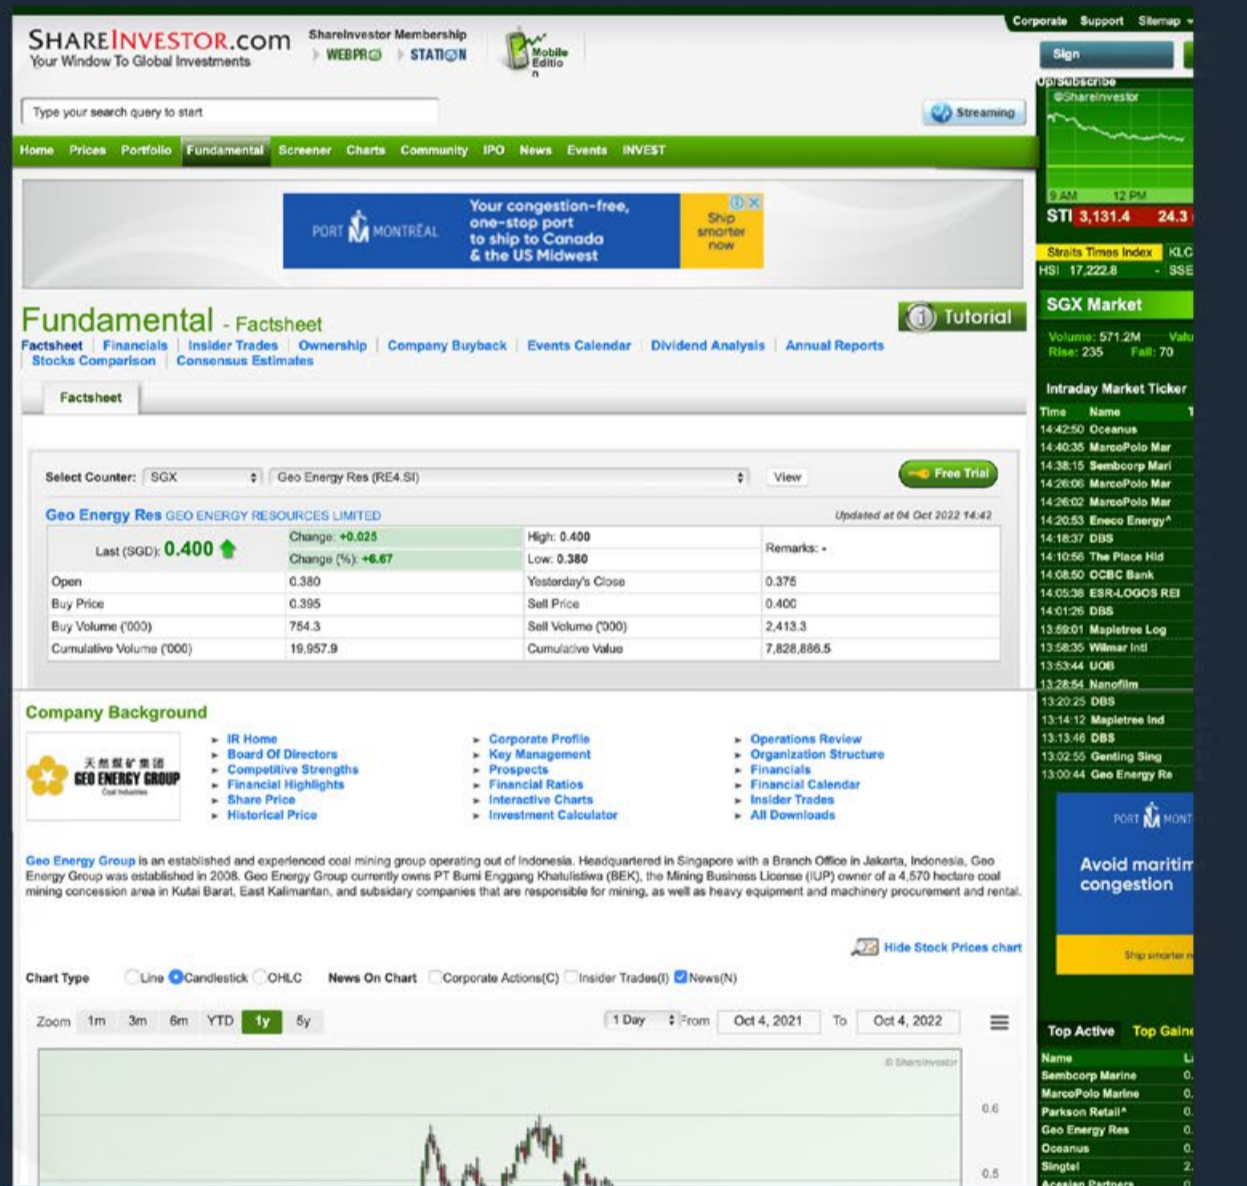 Corporate Support Sitemap
SHAREINVESTOR.com
Your Window To Global Investments
ShareInvestor Membership
WEBPRO STATION
Mobile
Editio
n
Sign
Up/Subscribe
Type your search query to start
Streaming
Home Prices Portfolio Fundamental Screener Charts Community IPO News Events INVEST
PORT MONTRÉAL
Your congestion-free,
one-stop port
to ship to Canada
& the US Midwest
Ship
smarter
now
Fundamental - Factsheet
Tutorial
Factsheet Financials Insider Trades Ownership Company Buyback Events Calendar Dividend Analysis Annual Reports
Stocks Comparison Consensus Estimates
Factsheet
Select Counter: SGX Geo Energy Res (RE4.SI) View Free Trial
Geo Energy Res GEO ENERGY RESOURCES LIMITED Updated at 04 Oct 2022 14:42
Last (SGD): 0.400
Change: +0.025 High: 0.400
Change (%): +6.67 Low: 0.380
Remarks: -
Open 0.380 Yesterday's Close 0.375
Buy Price 0.395 Sell Price 0.400
Buy Volume ('000) 754.3 Sell Volume ('000) 2,413.3
Cumulative Volume ('000) 19,957.9 Cumulative Value 7,828,886.5
Company Background
天然煤矿集团
GEO ENERGY GROUP
Coal Industries
IR Home Corporate Profile Operations Review
Board Of Directors Key Management Organization Structure
Competitive Strengths Prospects Financials
Financial Highlights Financial Ratios Financial Calendar
Share Price Interactive Charts Insider Trades
Historical Price Investment Calculator All Downloads
Geo Energy Group is an established and experienced coal mining group operating out of Indonesia. Headquartered in Singapore with a Branch Office in Jakarta, Indonesia, Geo
Energy Group was established in 2008. Geo Energy Group currently owns PT Bumi Enggang Khatulistiwa (BEK), the Mining Business License (IUP) owner of a 4,570 hectare coal
mining concession area in Kutai Barat, East Kalimantan, and subsidary companies that are responsible for mining, as well as heavy equipment and machinery procurement and rental.
Hide Stock Prices chart
Chart Type Line Candlestick OHLC News On Chart Corporate Actions(C) Insider Trades(I) News(N)
Zoom 1m 3m 6m YTD 1y 5y 1 Day From Oct 4, 2021 To Oct 4, 2022
© ShareInvestor
0.6
0.5
©ShareInvestor
9 AM 12 PM
STI 3,131.4 24.3
Straits Times Index KLC
HSI 17,222.8 - SSE
SGX Market
Volume: 571.2M Valu
Rise: 235 Fall: 70
Intraday Market Ticker
Time Name T
14:42:50 Oceanus
14:40:35 MarcoPolo Mar
14:38:15 Sembcorp Mari
14:26:06 MarcoPolo Mar
14:26:02 MarcoPolo Mar
14:20:53 Eneco Energy^
14:18:37 DBS
14:10:56 The Place Hld
14:08:50 OCBC Bank
14:05:36 ESR-LOGOS REI
14:01:26 DBS
13:59:01 Mapletree Log
13:58:35 Wilmar Intl
13:53:44 UOB
13:28:54 Nanofilm
13:20:25 DBS
13:14:12 Mapletree Ind
13:13:46 DBS
13:02:55 Genting Sing
13:00:44 Geo Energy Re
PORT MONT
Avoid maritim
congestion
Ship smarter n
Top Active Top Gaine
Name La
Sembcorp Marine 0.
MarcoPolo Marine 0.
Parkson Retail^ 0.
Geo Energy Res 0.
Oceanus 0.
Singtel 2.
Acesian Partners 0